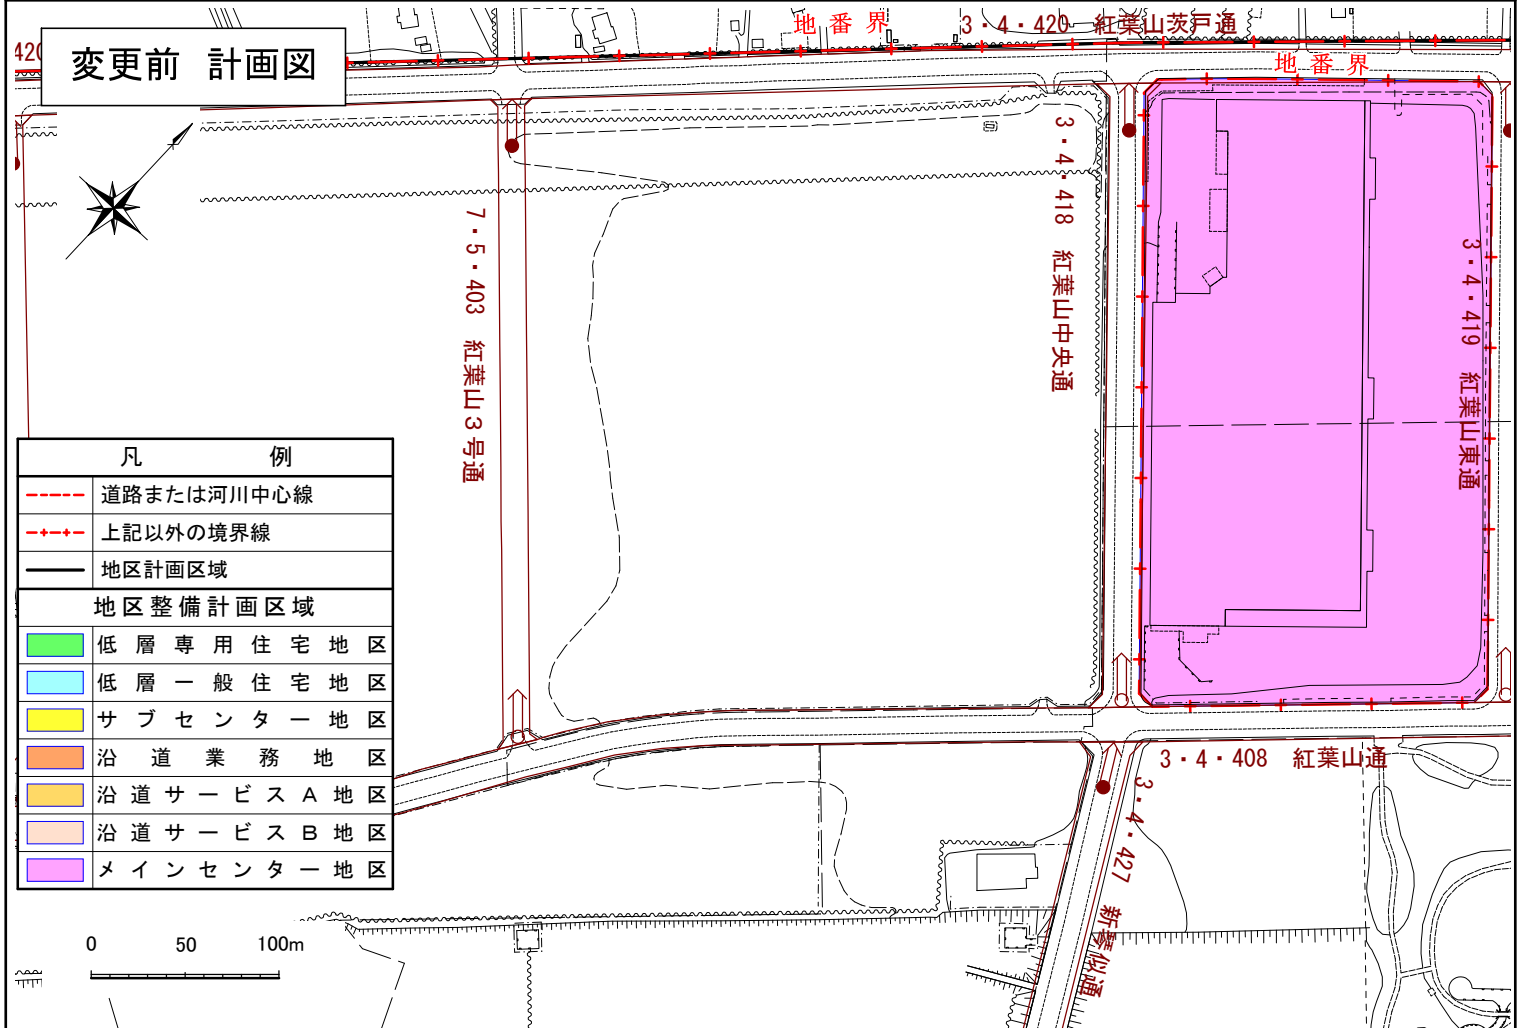 変更前 計画図
420
地番界
3・4・420 紅葉山茨戸通
地番界
7・5・403 紅葉山3号通
3・4・418 紅葉山中央通
3・4・419 紅葉山東通
3・4・408 紅葉山通
3・4・427 新琴似通
凡 例
道路または河川中心線
上記以外の境界線
地区計画区域
地区整備計画区域
低層専用住宅地区
低層一般住宅地区
サブセンター地区
沿道業務地区
沿道サービスA地区
沿道サービスB地区
メインセンター地区
0 50 100m